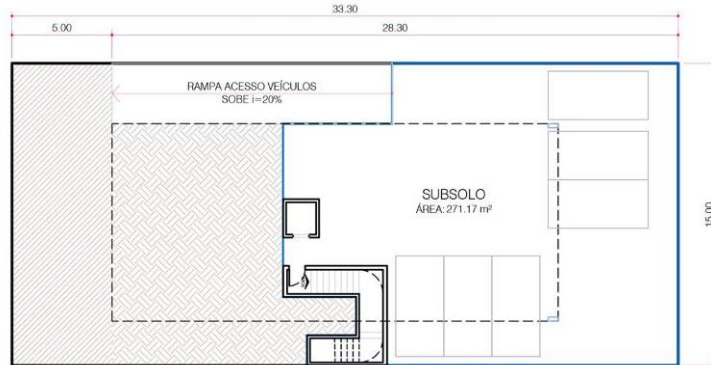 33.30
5.00
28.30
RAMPA ACESSO VEÍCULOS
SOBE i=20%
SUBSOLO
ÁREA: 271.17 m²
15.00